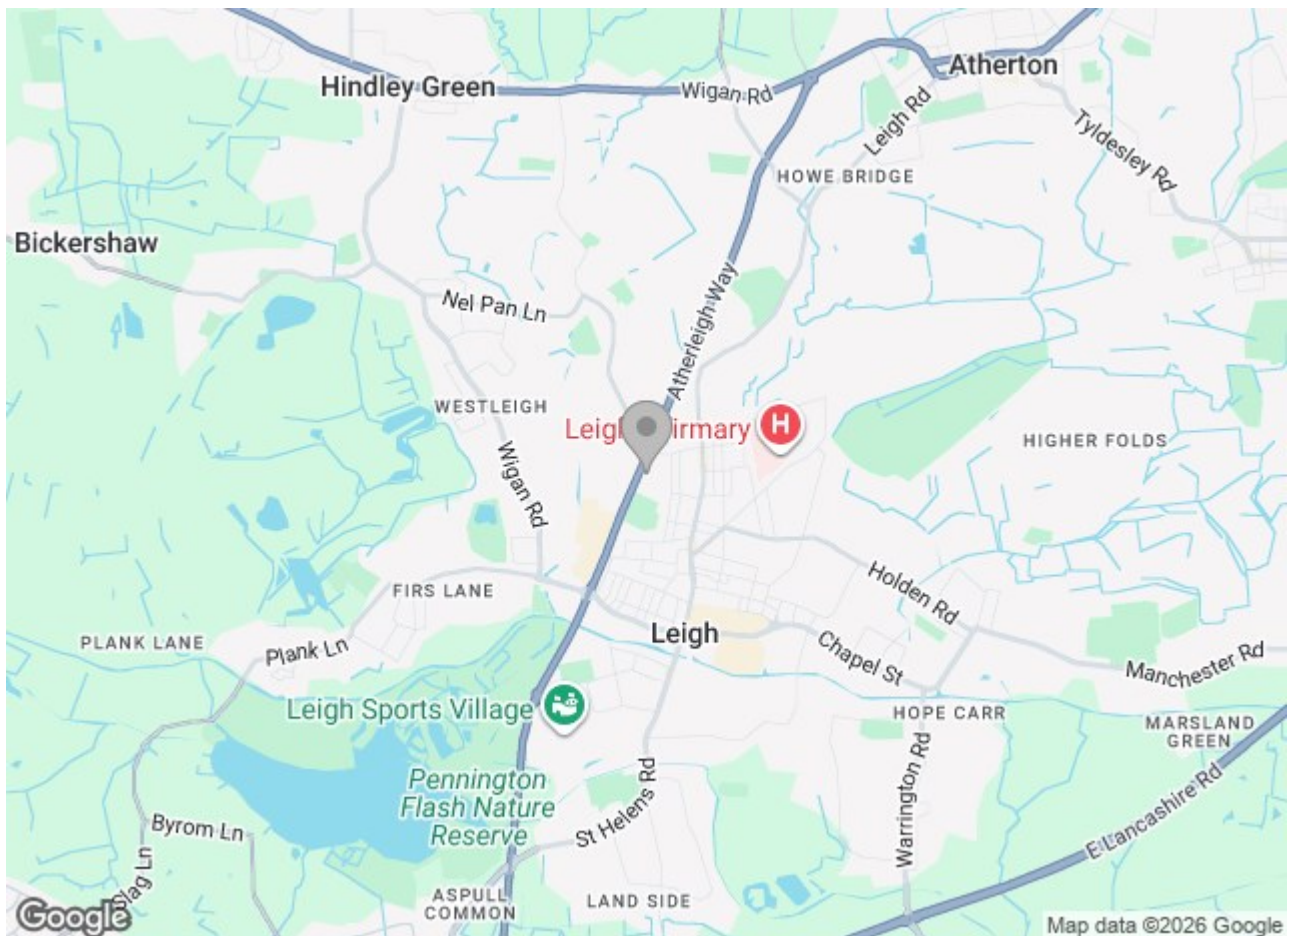 Hindley Green
Atherton
Wigan Rd
Leigh Rd
Tyldesley Rd
HOWE BRIDGE
Bickershaw
Nel Pan Ln
Atherleigh Way
WESTLEIGH
Leigh
irmary
H
HIGHER FOLDS
Wigan Rd
FIRS LANE
Holden Rd
PLANK LANE
Plank Ln
Leigh
Chapel St
Manchester Rd
Leigh Sports Village
HOPE CARR
MARSLAND
GREEN
Pennington
Flash Nature
Reserve
St Helens Rd
Warrington Rd
E Lancashire Rd
Byrom Ln
Slag Ln
ASPULL
COMMON
LAND SIDE
Google
Map data ©2026 Google